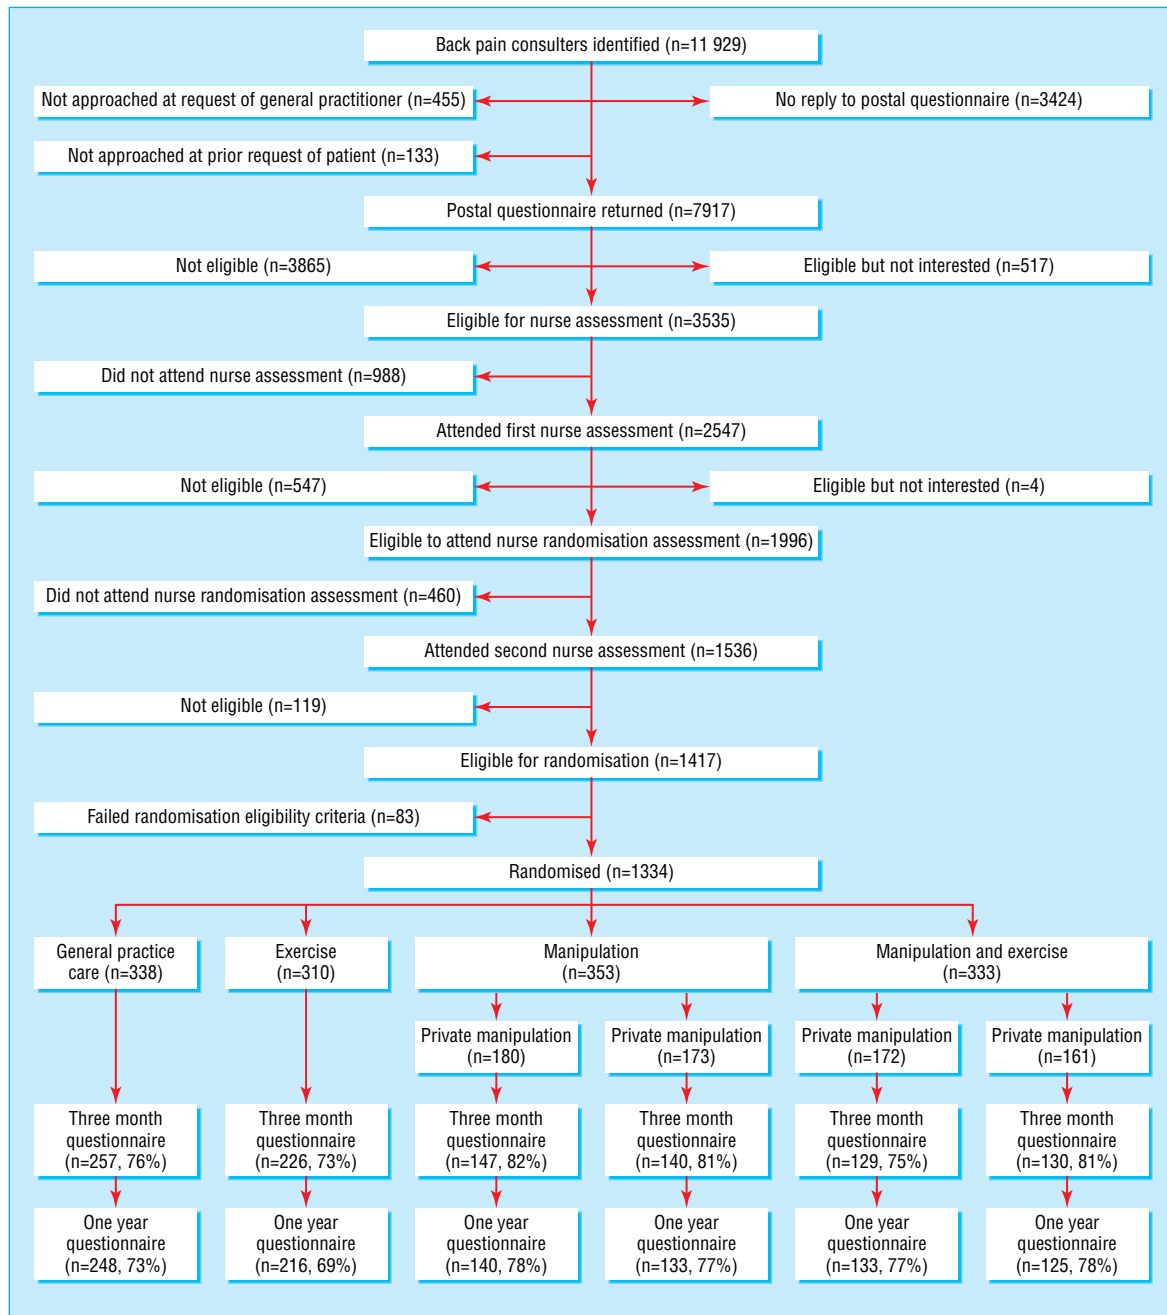 Back pain consulters identified (n=11 929)
Not approached at request of general practitioner (n=455)
No reply to postal questionnaire (n=3424)
Not approached at prior request of patient (n=133)
Postal questionnaire returned (n=7917)
Not eligible (n=3865)
Eligible but not interested (n=517)
Eligible for nurse assessment (n=3535)
Did not attend nurse assessment (n=988)
Attended first nurse assessment (n=2547)
Not eligible (n=547)
Eligible but not interested (n=4)
Eligible to attend nurse randomisation assessment (n=1996)
Did not attend nurse randomisation assessment (n=460)
Attended second nurse assessment (n=1536)
Not eligible (n=119)
Eligible for randomisation (n=1417)
Failed randomisation eligibility criteria (n=83)
Randomised (n=1334)
General practice
care (n=338)
Exercise
(n=310)
Manipulation
(n=353)
Manipulation and exercise
(n=333)
Private manipulation
(n=180)
Private manipulation
(n=173)
Private manipulation
(n=172)
Private manipulation
(n=161)
Three month
questionnaire
(n=257, 76%)
Three month
questionnaire
(n=226, 73%)
Three month
questionnaire
(n=147, 82%)
Three month
questionnaire
(n=140, 81%)
Three month
questionnaire
(n=129, 75%)
Three month
questionnaire
(n=130, 81%)
One year
questionnaire
(n=248, 73%)
One year
questionnaire
(n=216, 69%)
One year
questionnaire
(n=140, 78%)
One year
questionnaire
(n=133, 77%)
One year
questionnaire
(n=133, 77%)
One year
questionnaire
(n=125, 78%)